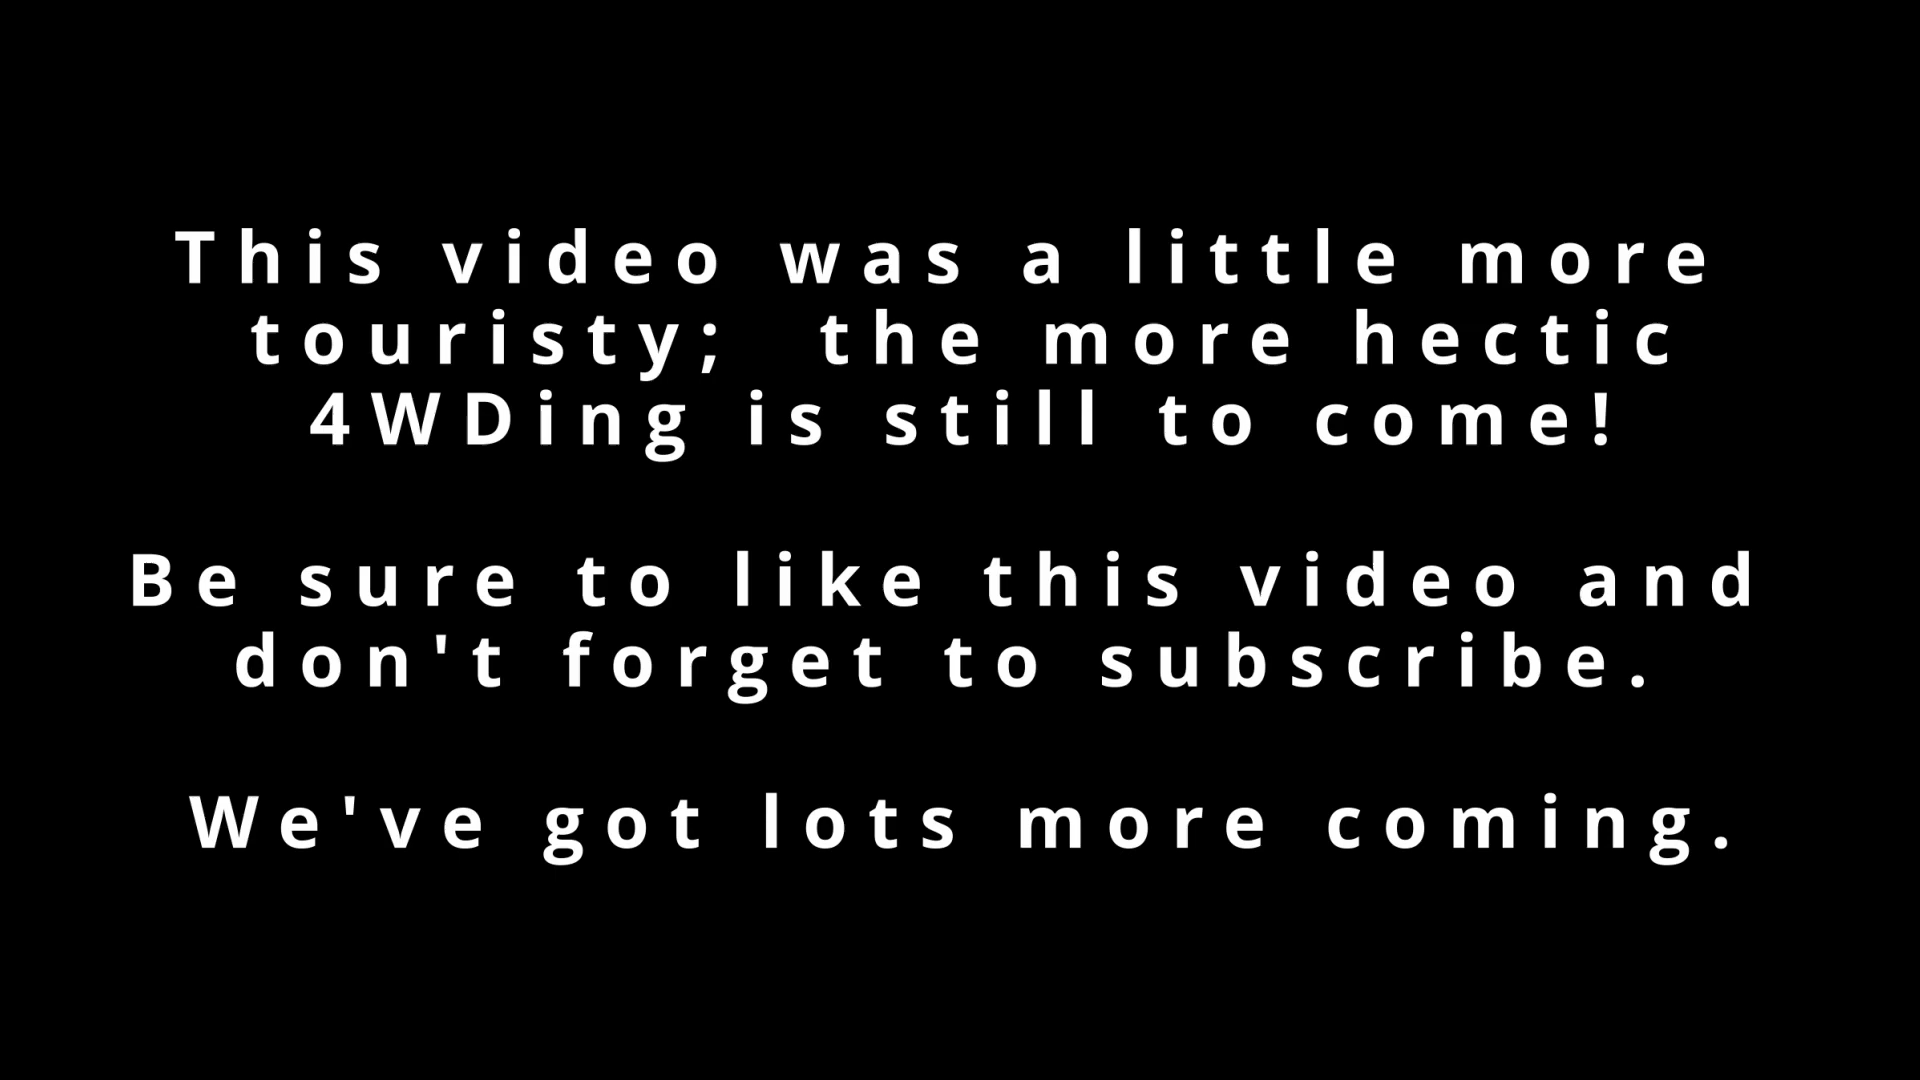 This video was a little more
touristy;  the more hectic
4WDing is still to come!
Be sure to like this video and
don't forget to subscribe.
We've got lots more coming.